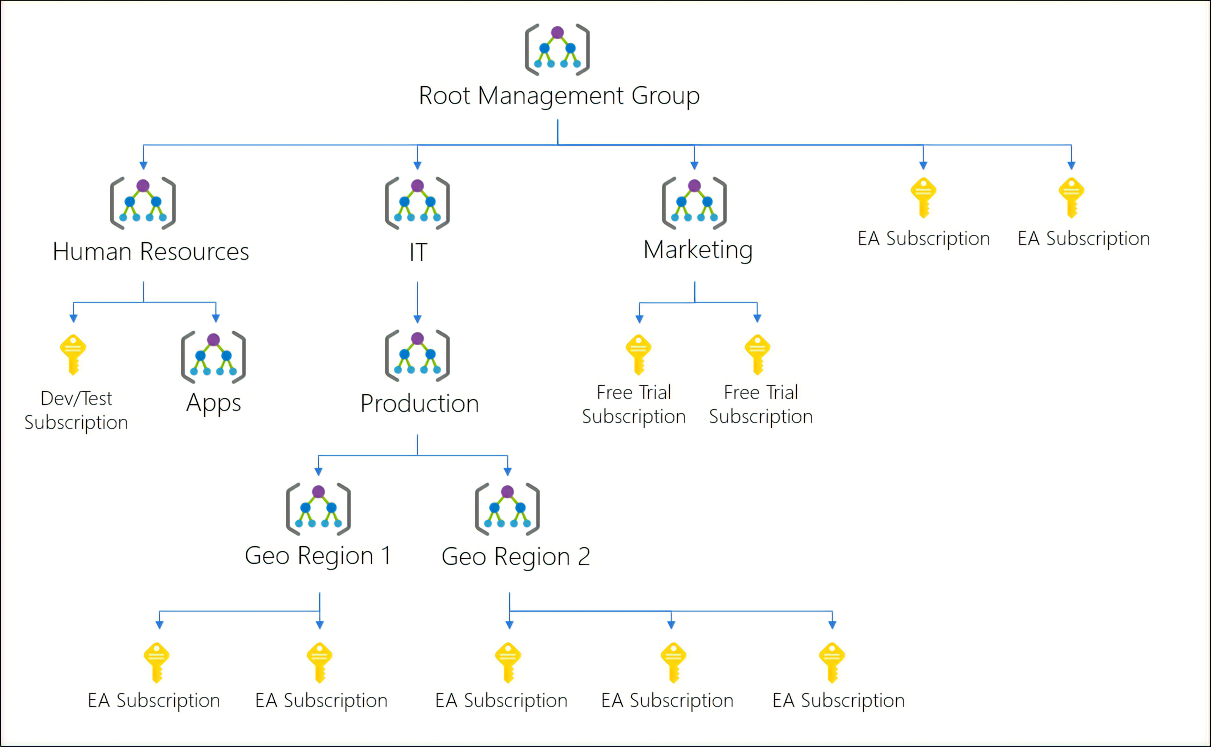 Root Management Group
Human Resources
IT
Marketing
EA Subscription
EA Subscription
Dev/Test
Subscription
Apps
Production
Free Trial
Subscription
Free Trial
Subscription
Geo Region 1
Geo Region 2
EA Subscription
EA Subscription
EA Subscription
EA Subscription
EA Subscription